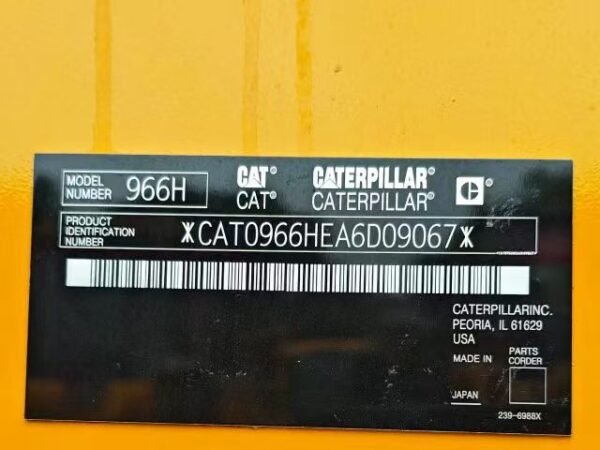 MODEL NUMBER 966H
CAT® CATERPILLAR® C®
CAT® CATERPILLAR®
PRODUCT IDENTIFICATION NUMBER
*CAT0966HEA6D09067*
CATERPILLARINC.
PEORIA, IL 61629
USA
MADE IN
PARTS CORDER
JAPAN
239-6988X